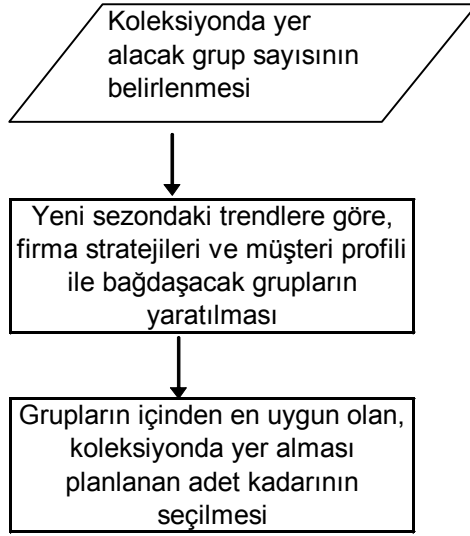 Koleksiyonda yer
alacak grup sayısının
belirlenmesi
Yeni sezondaki trendlere göre,
firma stratejileri ve müşteri profili
ile bağdaşacak grupların
yaratılması
Grupların içinden en uygun olan,
koleksiyonda yer alması
planlanan adet kadarının
seçilmesi